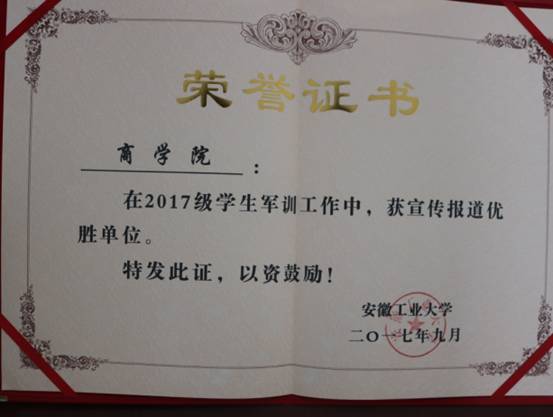 荣誉证书
商学院：
在2017级学生军训工作中，获宣传报道优
胜单位。
特发此证，以资鼓励！
安徽工业大学
二〇一七年九月